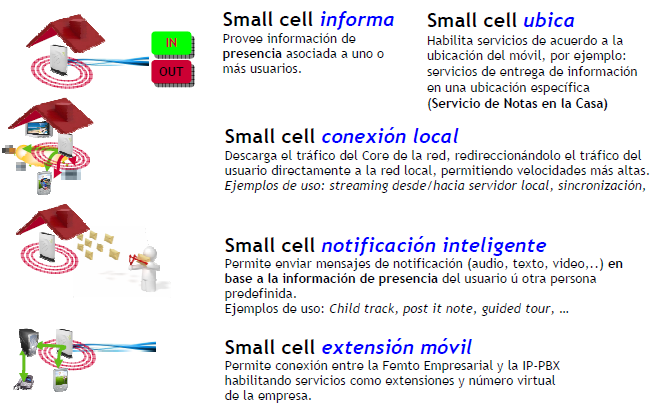 Small cell informa
Provee información de
presencia asociada a uno o
más usuarios.
IN
OUT
Small cell ubica
Habilita servicios de acuerdo a la
ubicación del móvil, por ejemplo:
servicios de entrega de información
en una ubicación específica
(Servicio de Notas en la Casa)
Small cell conexión local
Descarga el tráfico del Core de la red, redireccionándolo el tráfico del
usuario directamente a la red local, permitiendo velocidades más altas.
Ejemplos de uso: streaming desde/hacia servidor local, sincronización,
Small cell notificación inteligente
Permite enviar mensajes de notificación (audio, texto, video,..) en
base a la información de presencia del usuario ú otra persona
predefinida.
Ejemplos de uso: Child track, post it note, guided tour, …
Small cell extensión móvil
Permite conexión entre la Femto Empresarial y la IP-PBX
habilitando servicios como extensiones y número virtual
de la empresa.